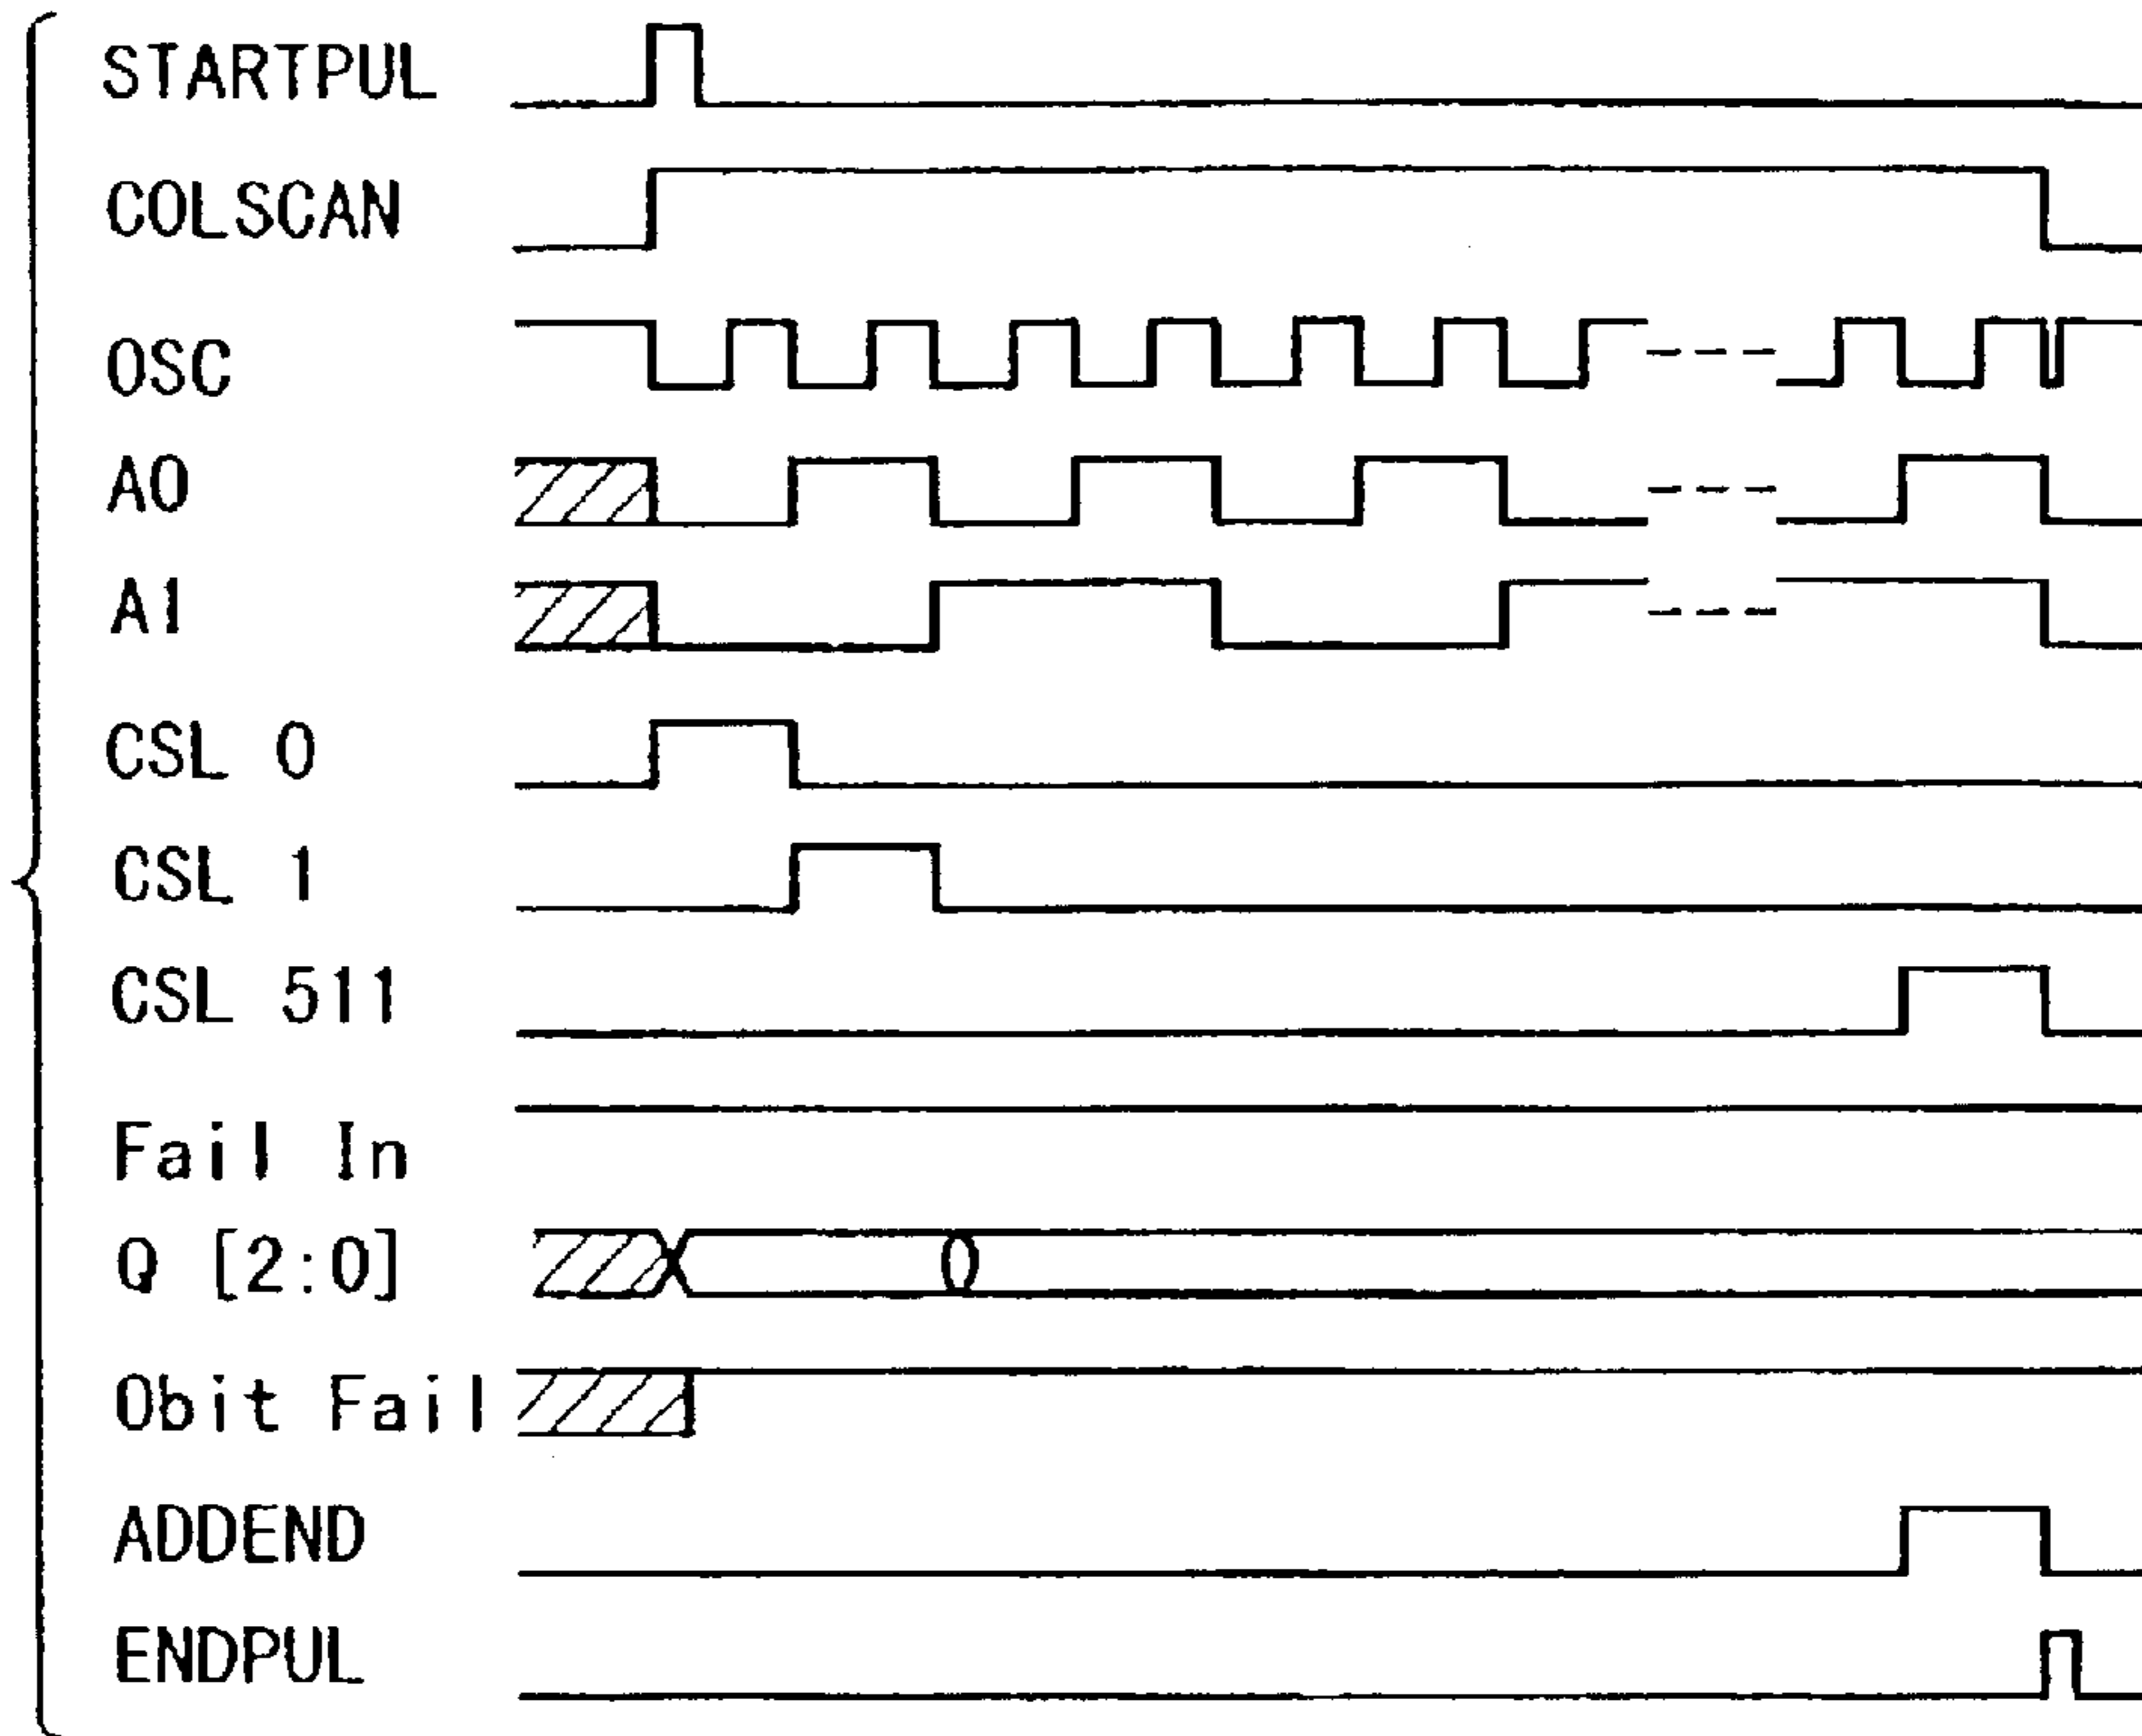 STARTPUL
COLSCAN
OSC
A0
A1
CSL 0
CSL 1
CSL 511
Fail In
Q [2:0]
0bit Fail
ADDEND
ENDPUL